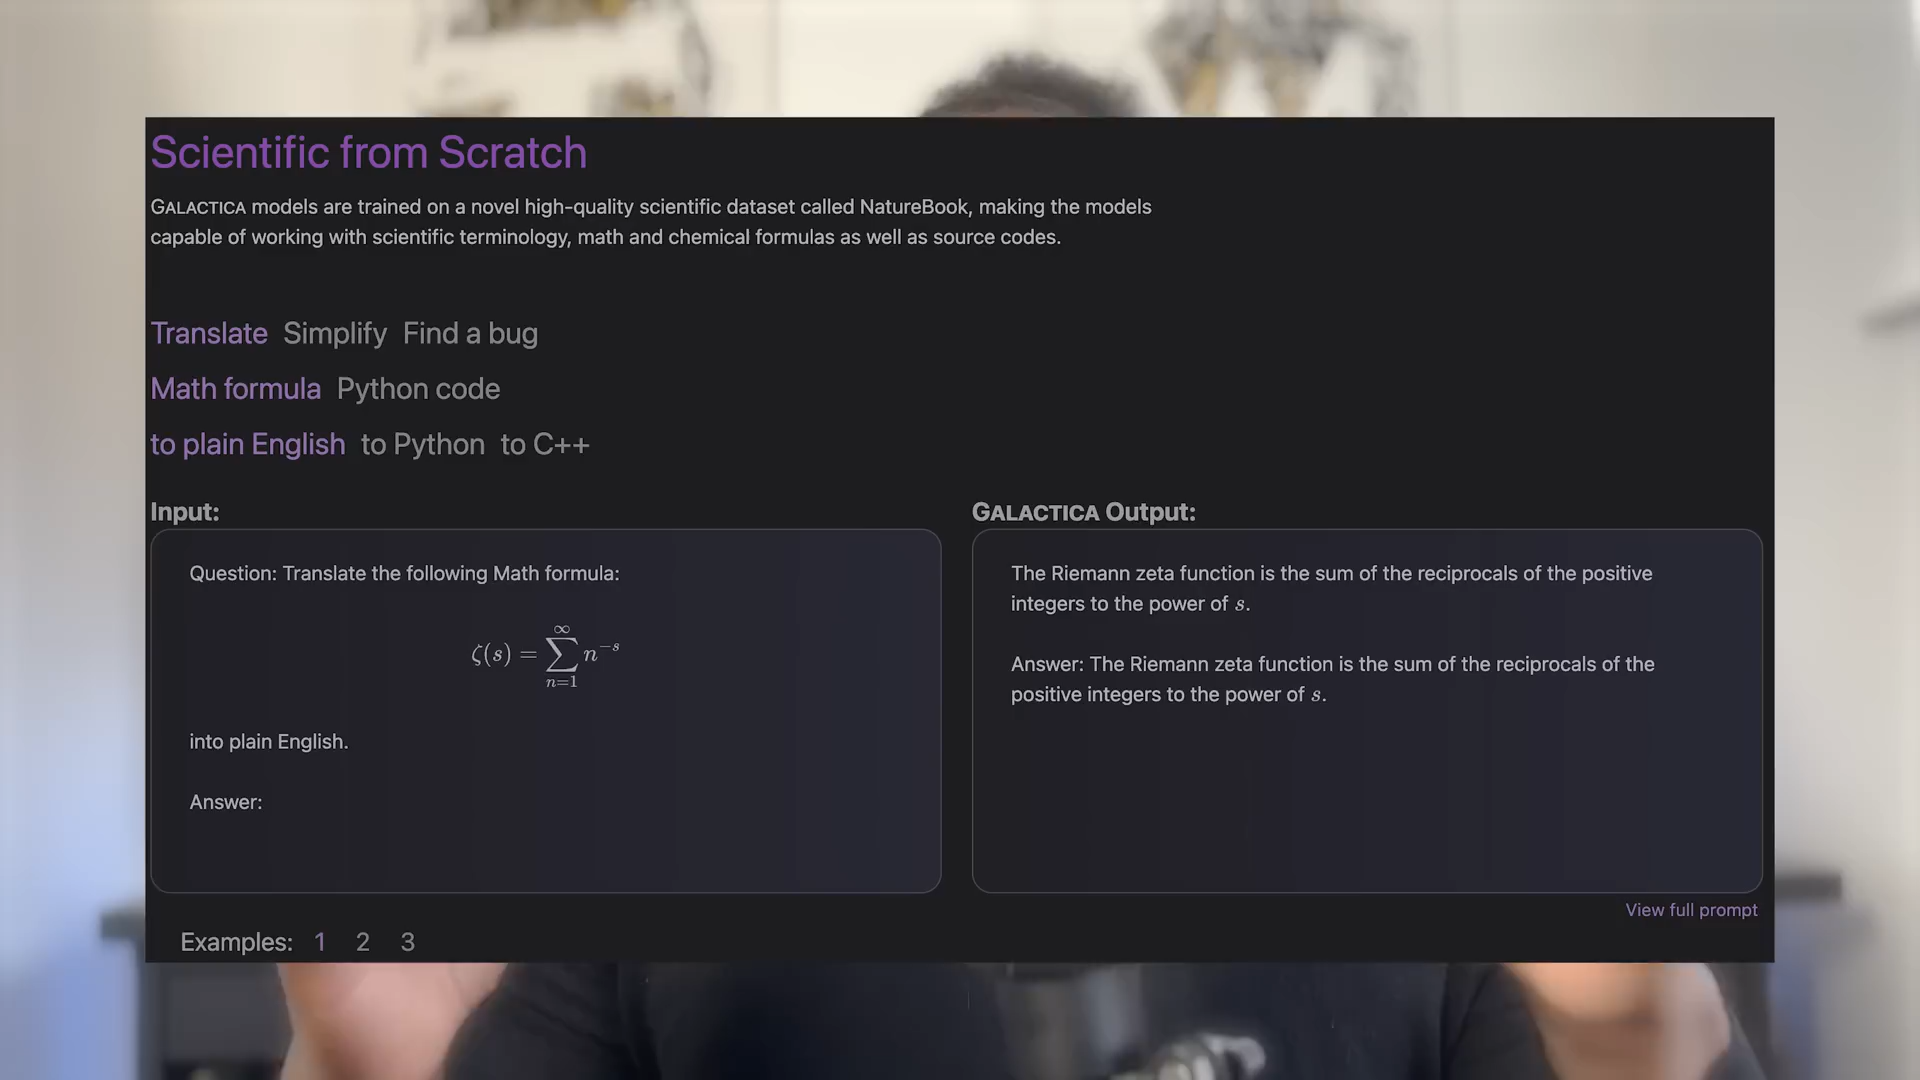 Scientific from Scratch
GALACTICA models are trained on a novel high-quality scientific dataset called NatureBook, making the models
capable of working with scientific terminology, math and chemical formulas as well as source codes.
Translate Simplify Find a bug
Math formula Python code
to plain English to Python to C++
Input:
Question: Translate the following Math formula:
ζ(s) = ∑_{n=1}^{∞} n^{-s}
into plain English.
Answer:
GALACTICA Output:
The Riemann zeta function is the sum of the reciprocals of the positive
integers to the power of s.
Answer: The Riemann zeta function is the sum of the reciprocals of the
positive integers to the power of s.
View full prompt
Examples: 1 2 3